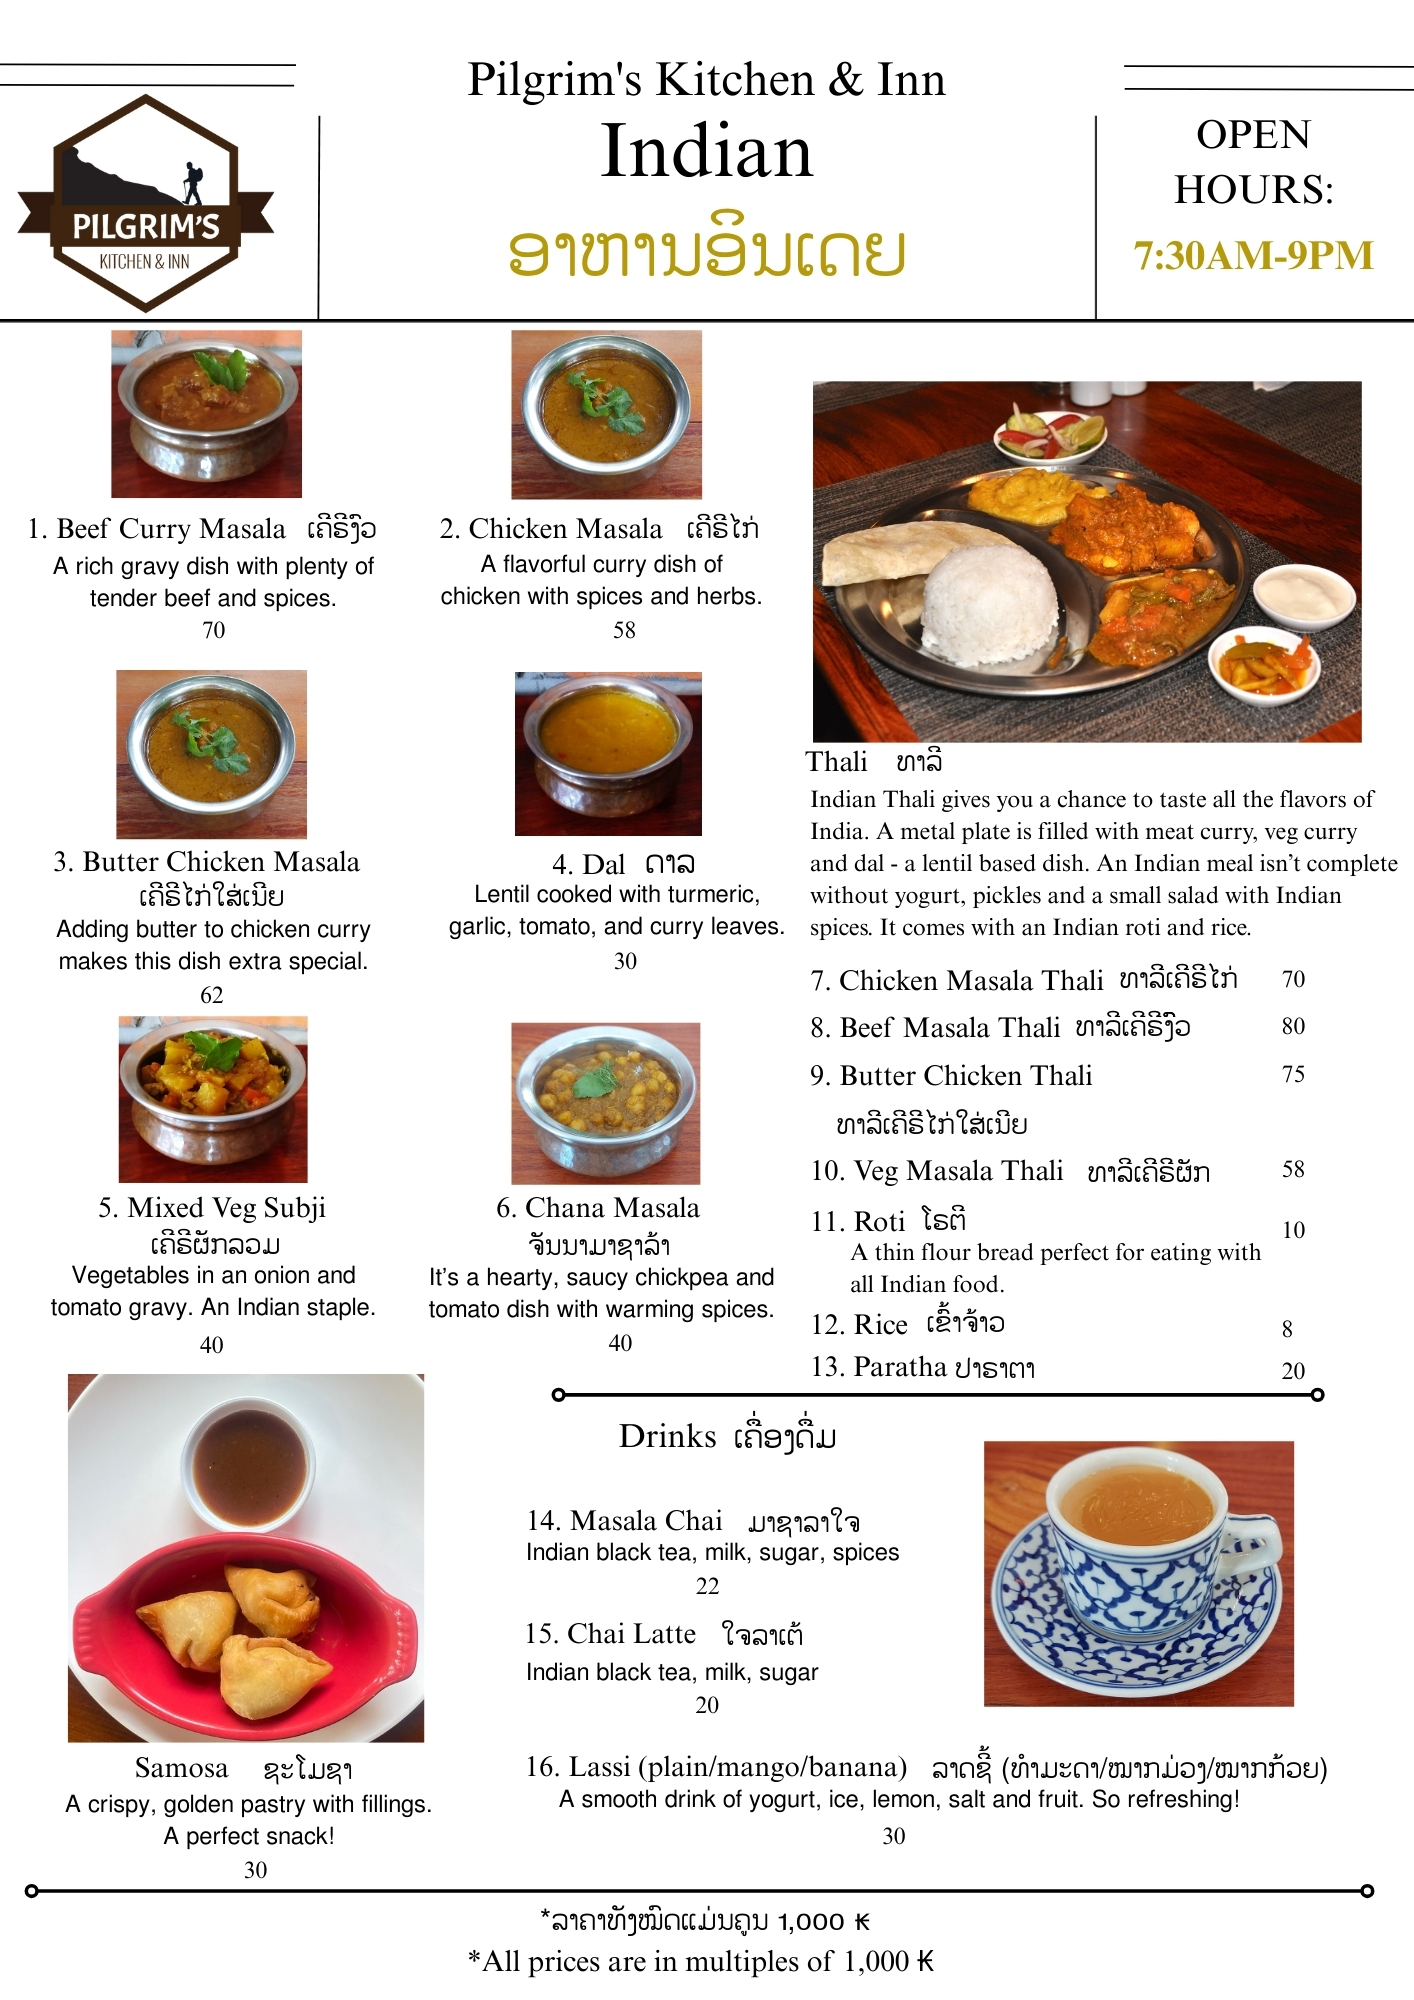 Pilgrim's Kitchen & Inn
Indian
ອາຫານອິນເດຍ
PILGRIM'S
KITCHEN & INN
OPEN
HOURS:
7:30AM-9PM
1. Beef Curry Masala ເຄີຣີງົວ
A rich gravy dish with plenty of
tender beef and spices.
70
2. Chicken Masala ເຄີຣີໄກ່
A flavorful curry dish of
chicken with spices and herbs.
58
3. Butter Chicken Masala
ເຄີຣີໄກ່ໃສ່ເນີຍ
Adding butter to chicken curry
makes this dish extra special.
62
4. Dal ດາລ
Lentil cooked with turmeric,
garlic, tomato, and curry leaves.
30
5. Mixed Veg Subji
ເຄີຣີຜັກລວມ
Vegetables in an onion and
tomato gravy. An Indian staple.
40
6. Chana Masala
ຈັນນາມາຊາລ້າ
It's a hearty, saucy chickpea and
tomato dish with warming spices.
40
Samosa ຊະໂມຊາ
A crispy, golden pastry with fillings.
A perfect snack!
30
Thali ທາລີ
Indian Thali gives you a chance to taste all the flavors of
India. A metal plate is filled with meat curry, veg curry
and dal - a lentil based dish. An Indian meal isn't complete
without yogurt, pickles and a small salad with Indian
spices. It comes with an Indian roti and rice.
7. Chicken Masala Thali ທາລີເຄີຣີໄກ່ 70
8. Beef Masala Thali ທາລີເຄີຣີງົວ 80
9. Butter Chicken Thali 75
ທາລີເຄີຣີໄກ່ໃສ່ເນີຍ
10. Veg Masala Thali ທາລີເຄີຣີຜັກ 58
11. Roti ໂຣຕີ 10
A thin flour bread perfect for eating with
all Indian food.
12. Rice ເຂົ້າຈ້າວ 8
13. Paratha ປາຣາຕາ 20
Drinks ເຄື່ອງດື່ມ
14. Masala Chai ມາຊາລາໃຈ
Indian black tea, milk, sugar, spices
22
15. Chai Latte ໃຈລາເຕ້
Indian black tea, milk, sugar
20
16. Lassi (plain/mango/banana) ລາດຊີ້ (ທຳມະດາ/ໝາກມ່ວງ/ໝາກກ້ວຍ)
A smooth drink of yogurt, ice, lemon, salt and fruit. So refreshing!
30
*ລາຄາທັງໝົດແມ່ນຄູນ 1,000 ₭
*All prices are in multiples of 1,000 ₭